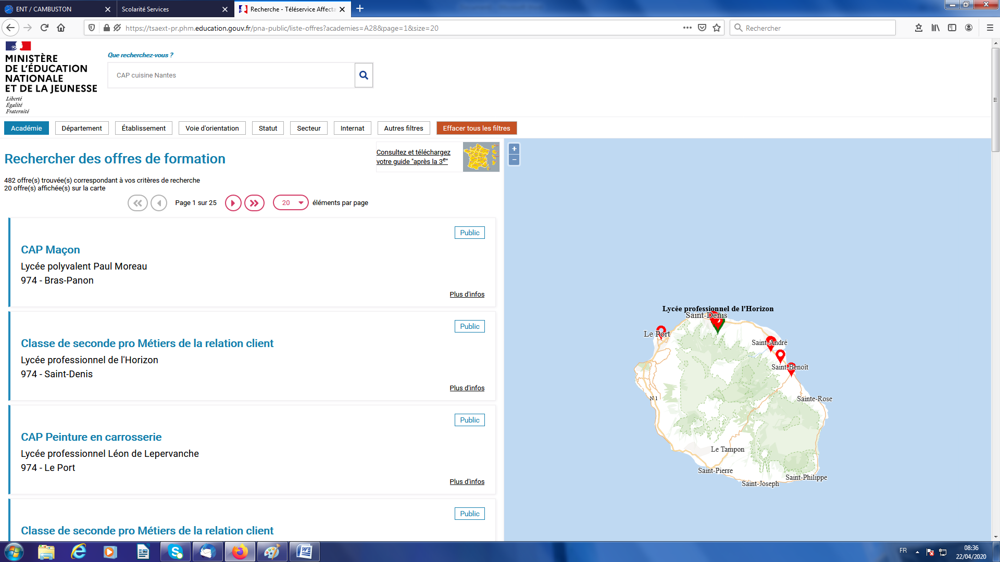 ENT / CAMBUSTON
Scolarité Services
Recherche - Téléservice Affecta
https://tsaext-pr.phm.education.gouv.fr/pna-public/liste-offres?academies=A28&page=1&size=20
Rechercher
MINISTÈRE
DE L'ÉDUCATION
NATIONALE
ET DE LA JEUNESSE
Liberté
Égalité
Fraternité
Que recherchez-vous ?
CAP cuisine Nantes
Académie
Département
Établissement
Voie d'orientation
Statut
Secteur
Internat
Autres filtres
Effacer tous les filtres
Rechercher des offres de formation
Consultez et téléchargez
votre guide "après la 3e"
482 offre(s) trouvée(s) correspondant à vos critères de recherche
20 offre(s) affichée(s) sur la carte
Page 1 sur 25
20
éléments par page
Public
CAP Maçon
Lycée polyvalent Paul Moreau
974 - Bras-Panon
Plus d'infos
Public
Classe de seconde pro Métiers de la relation client
Lycée professionnel de l'Horizon
974 - Saint-Denis
Plus d'infos
Public
CAP Peinture en carrosserie
Lycée professionnel Léon de Lepervanche
974 - Le Port
Plus d'infos
Public
Classe de seconde pro Métiers de la relation client
+
−
Lycée professionnel de l'Horizon
Saint-Denis
Le Port
Saint-André
Saint-Benoît
N 1
Sainte-Rose
Le Tampon
Saint-Pierre
Saint-Philippe
Saint-Joseph
FR
08:36
22/04/2020